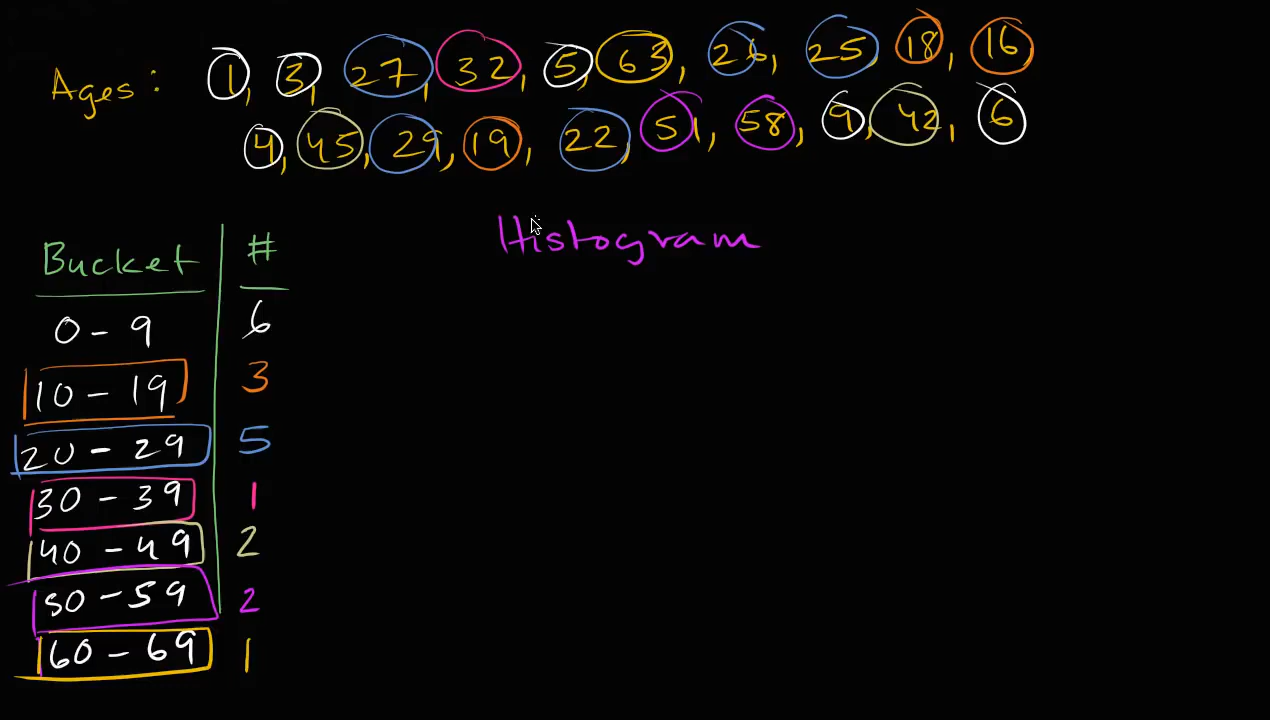 Ages: 1, 3, 27, 32, 5, 63, 26, 25, 18, 16,
4, 45, 29, 19, 22, 51, 58, 9, 42, 6
Histogram
Bucket #
0 - 9 6
10 - 19 3
20 - 29 5
30 - 39 1
40 - 49 2
50 - 59 2
60 - 69 1